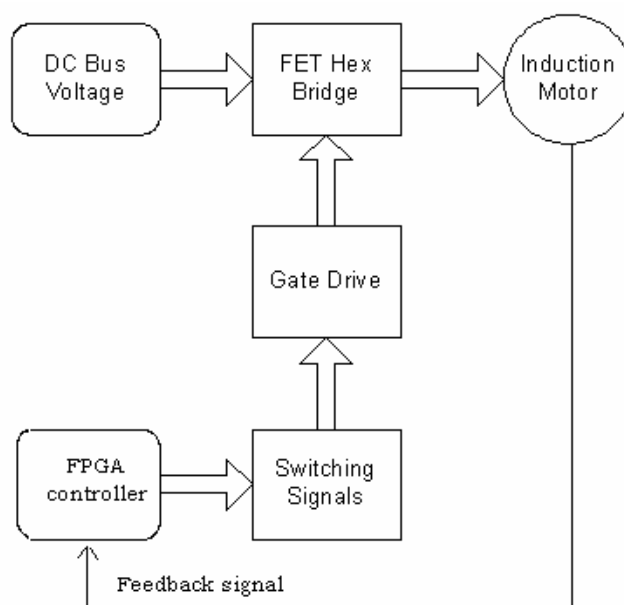 DC Bus
Voltage
FET Hex
Bridge
Induction
Motor
Gate Drive
FPGA
controller
Switching
Signals
Feedback signal